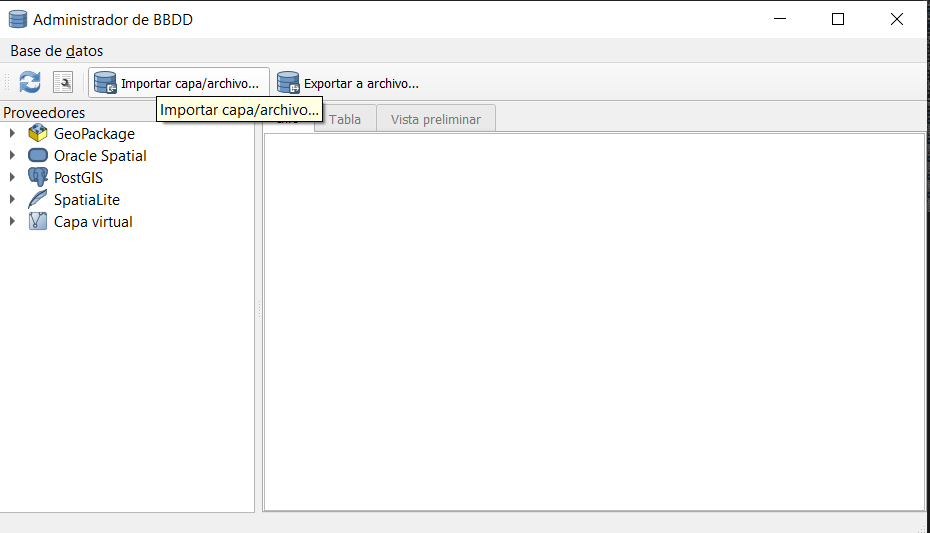 Administrador de BBDD
Base de datos
Importar capa/archivo... Exportar a archivo...
Importar capa/archivo...
Proveedores
Tabla Vista preliminar
GeoPackage
Oracle Spatial
PostGIS
SpatiaLite
Capa virtual